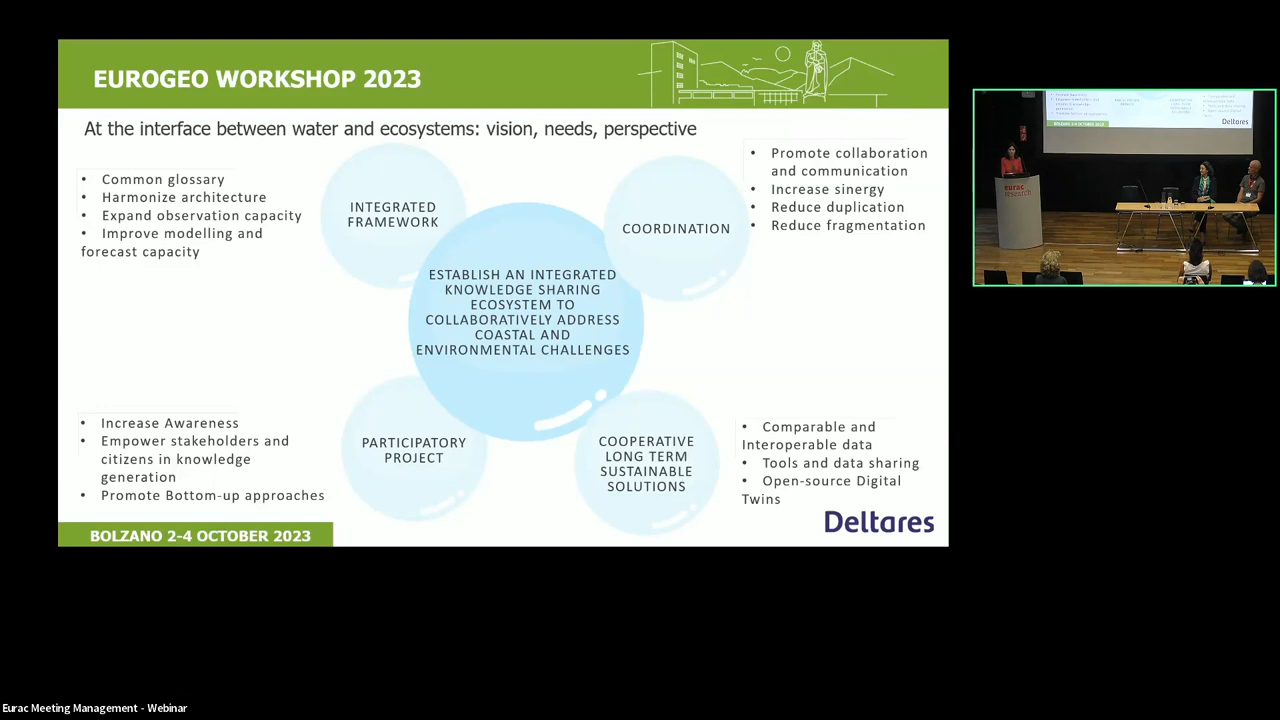 EUROGEO WORKSHOP 2023
At the interface between water and ecosystems: vision, needs, perspective
• Common glossary
• Harmonize architecture
• Expand observation capacity
• Improve modelling and
forecast capacity
INTEGRATED
FRAMEWORK
COORDINATION
• Promote collaboration
and communication
• Increase sinergy
• Reduce duplication
• Reduce fragmentation
ESTABLISH AN INTEGRATED
KNOWLEDGE SHARING
ECOSYSTEM TO
COLLABORATIVELY ADDRESS
COASTAL AND
ENVIRONMENTAL CHALLENGES
• Increase Awareness
• Empower stakeholders and
citizens in knowledge
generation
• Promote Bottom-up approaches
PARTICIPATORY
PROJECT
COOPERATIVE
LONG TERM
SUSTAINABLE
SOLUTIONS
• Comparable and
Interoperable data
• Tools and data sharing
• Open-source Digital
Twins
Deltares
BOLZANO 2-4 OCTOBER 2023
eurac
research
Deltares
Eurac Meeting Management - Webinar